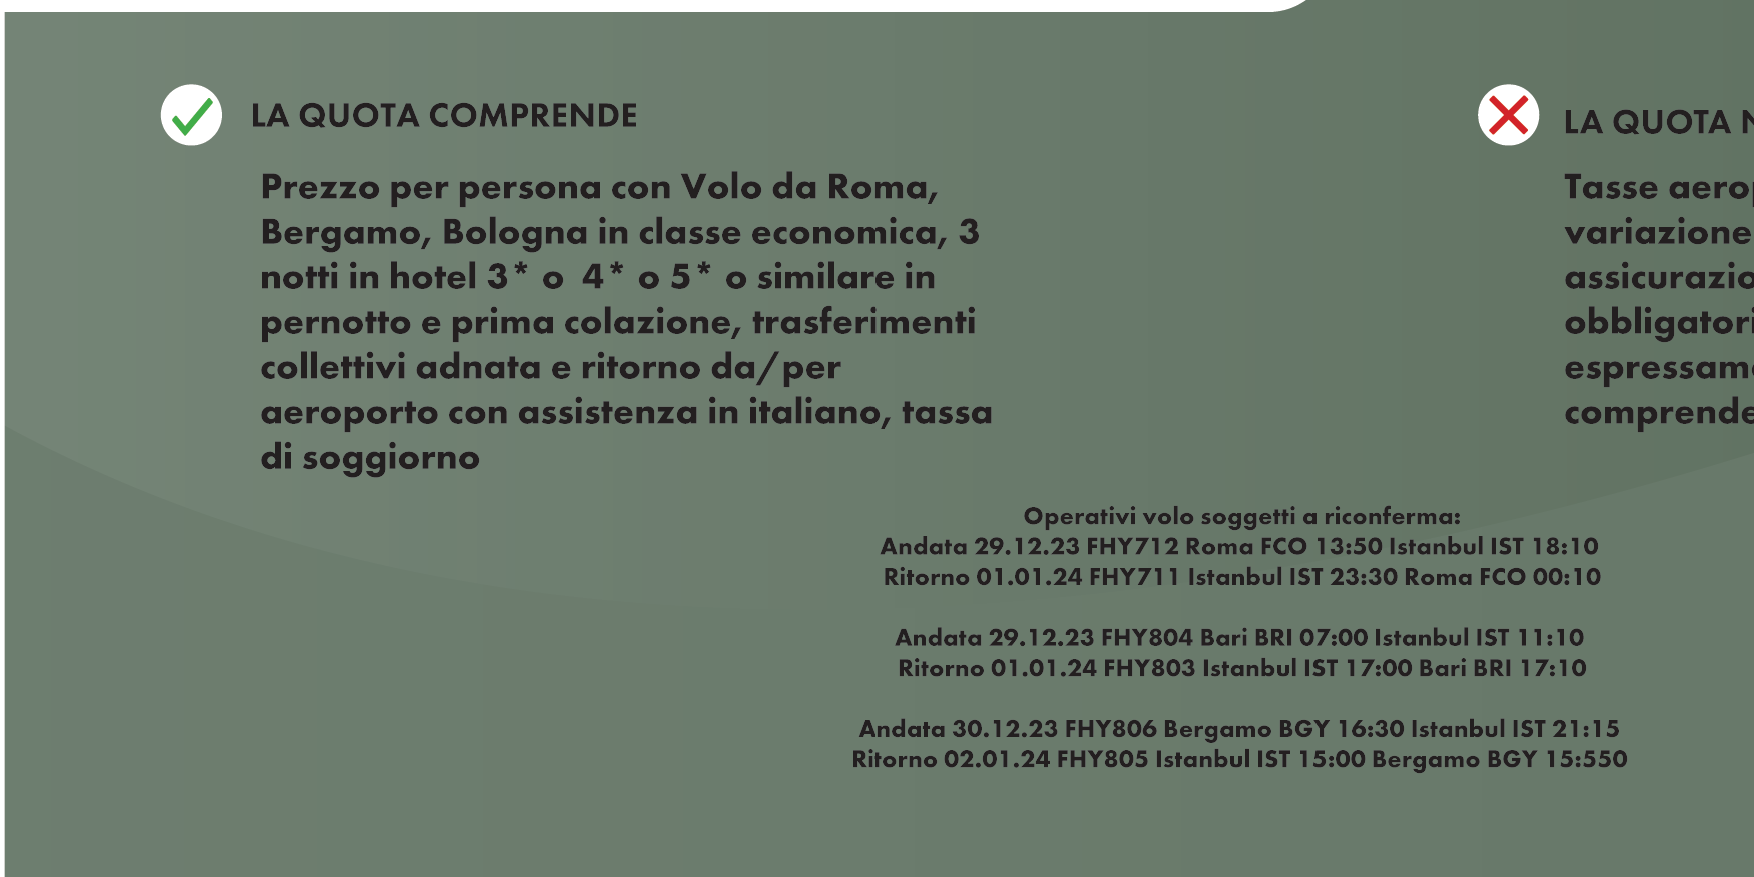 LA QUOTA COMPRENDE
Prezzo per persona con Volo da Roma,
Bergamo, Bologna in classe economica, 3
notti in hotel 3* o 4* o 5* o similare in
pernotto e prima colazione, trasferimenti
collettivi adnata e ritorno da/per
aeroporto con assistenza in italiano, tassa
di soggiorno
LA QUOTA
Tasse
variazione
espressam
comprende
Operativi volo soggetti a riconferma:
Andata 29.12.23 FHY712 Roma FCO 13:50 Istanbul IST 18:10
Ritorno 01.01.24 FHY711 Istanbul IST 23:30 Roma FCO 00:10
Andata 29.12.23 FHY804 Bari BRI 07:00 Istanbul IST 11:10
Ritorno 01.01.24 FHY803 Istanbul IST 17:00 Bari BRI 17:10
Andata 30.12.23 FHY806 Bergamo BGY 16:30 Istanbul IST 21:15
Ritorno 02.01.24 FHY805 Istanbul IST 15:00 Bergamo BGY 15:550